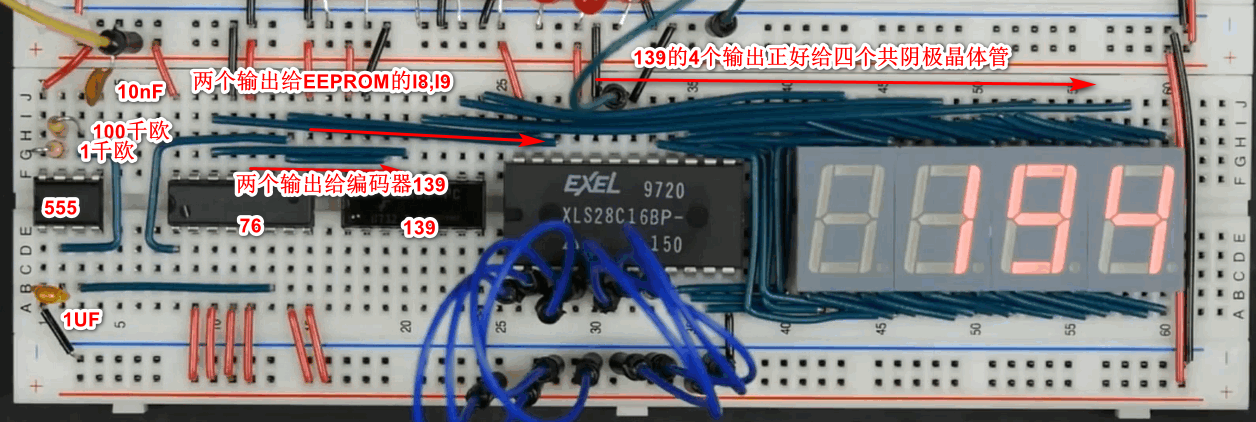 139的4个输出正好给四个共阴极晶体管
两个输出给EEPROM的I8,I9
10nF
100千欧
1千欧
两个输出给编码器139
555
76
139
1UF
EXEL 9720
XLS28C16BP-
150
194